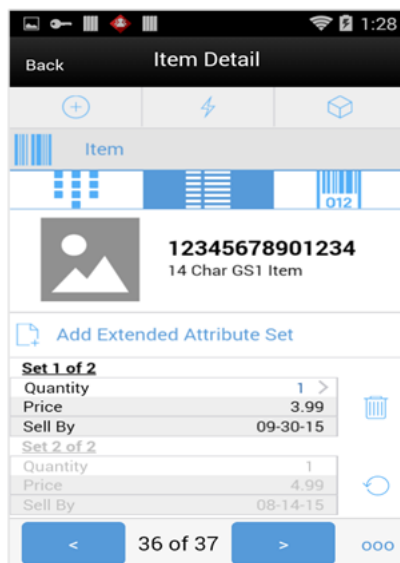 1:28
Back
Item Detail
Item
012
12345678901234
14 Char GS1 Item
Add Extended Attribute Set
Set 1 of 2
Quantity 1 >
Price 3.99
Sell By 09-30-15
Set 2 of 2
Quantity 1
Price 4.99
Sell By 08-14-15
< 36 of 37 > ooo